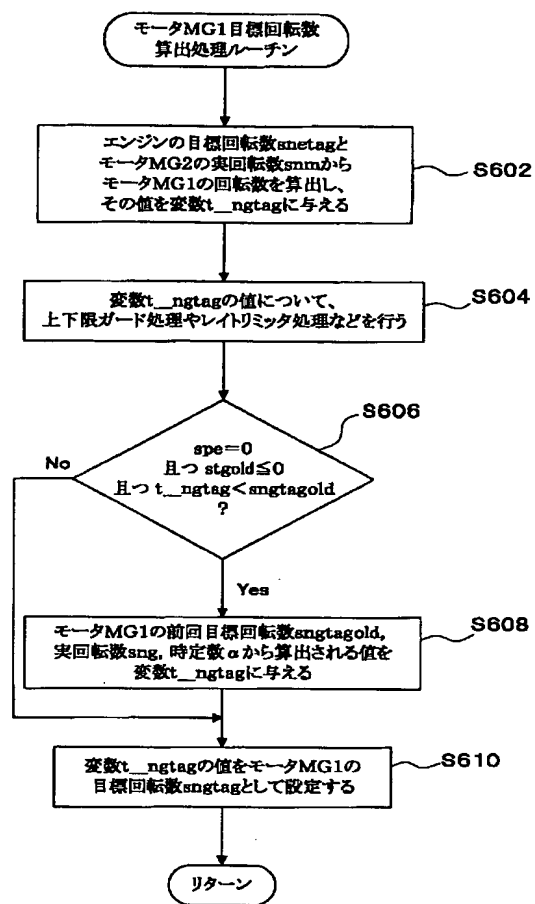 モータMG1目標回転数
算出処理ルーチン
エンジンの目標回転数snetagと
モータMG2の実回転数snmから
モータMG1の回転数を算出し、
その値を変数t__ngtagに与える
S602
変数t__ngtagの値について、
上下限ガード処理やレイトリミッタ処理などを行う
S604
S606
spe=0
且つ stgold≦0
且つ t__ngtag<sngtagold
?
No
Yes
モータMG1の前回目標回転数sngtagold,
実回転数sng, 時定数αから算出される値を
変数t__ngtagに与える
S608
変数t__ngtagの値をモータMG1の
目標回転数sngtagとして設定する
S610
リターン